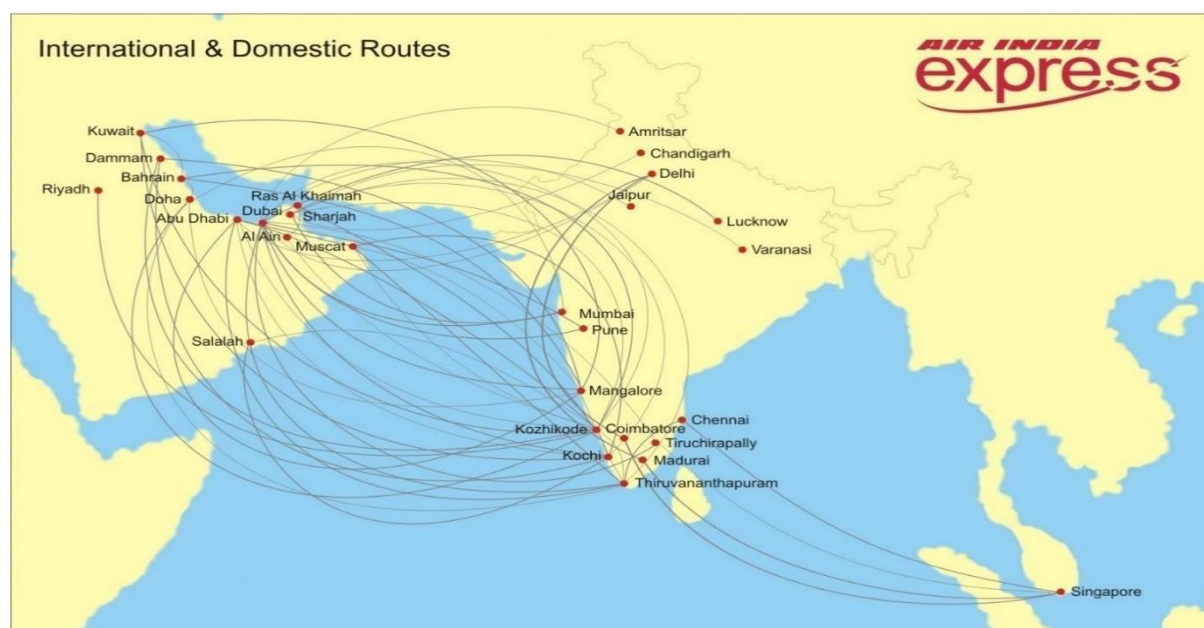 International & Domestic Routes
AIR INDIA
express
Kuwait
Amritsar
Dammam
Chandigarh
Bahrain
Delhi
Riyadh
Ras Al Khaimah
Jaipur
Doha
Dubai
Sharjah
Abu Dhabi
Lucknow
Al Ain
Muscat
Varanasi
Mumbai
Pune
Salalah
Mangalore
Chennai
Kozhikode
Coimbatore
Tiruchirapally
Kochi
Madurai
Thiruvananthapuram
Singapore